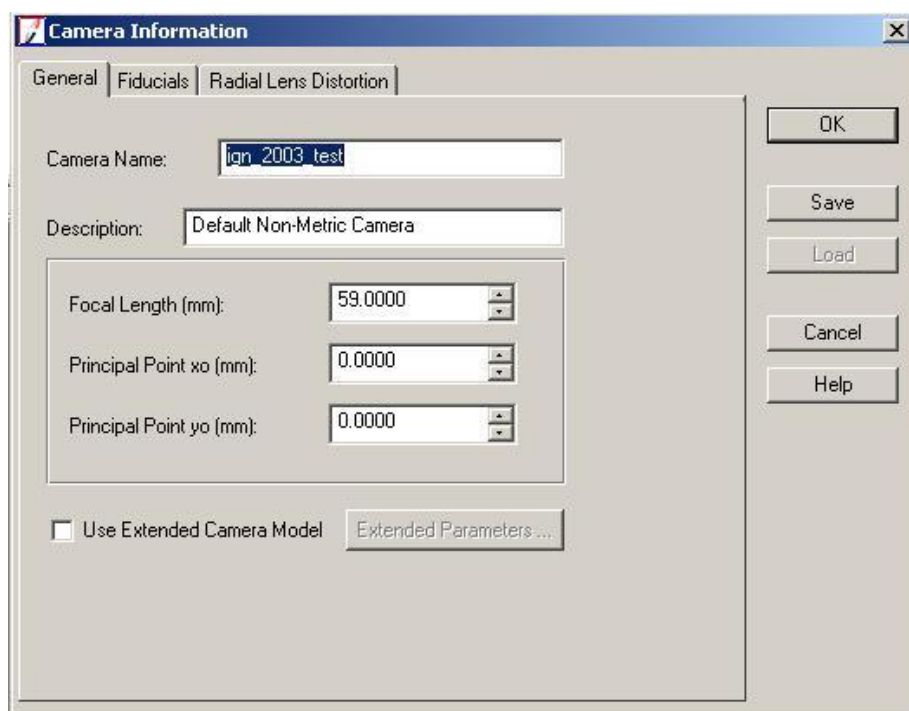 Camera Information
General Fiducials Radial Lens Distortion
Camera Name: ign_2003_test
Description: Default Non-Metric Camera
Focal Length (mm): 59.0000
Principal Point xo (mm): 0.0000
Principal Point yo (mm): 0.0000
Use Extended Camera Model Extended Parameters ...
OK
Save
Load
Cancel
Help